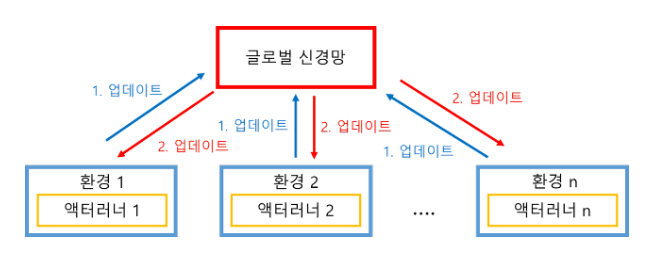 글로벌 신경망
1. 업데이트
2. 업데이트
1. 업데이트
2. 업데이트
2. 업데이트
1. 업데이트
환경 1
액터러너 1
환경 2
액터러너 2
....
환경 n
액터러너 n